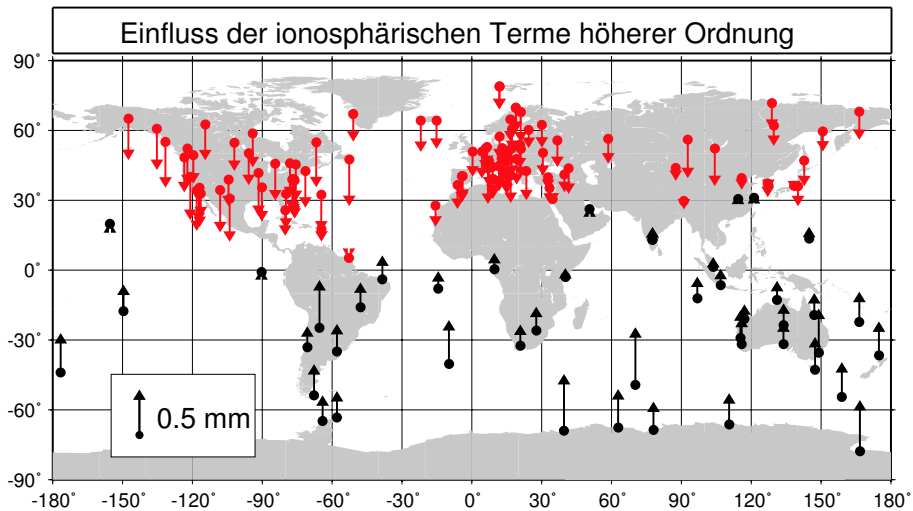 Einfluss der ionosphärischen Terme höherer Ordnung
90˚
60˚
30˚
0˚
-30˚
-60˚
-90˚
0.5 mm
-180˚ -150˚ -120˚ -90˚ -60˚ -30˚ 0˚ 30˚ 60˚ 90˚ 120˚ 150˚ 180˚